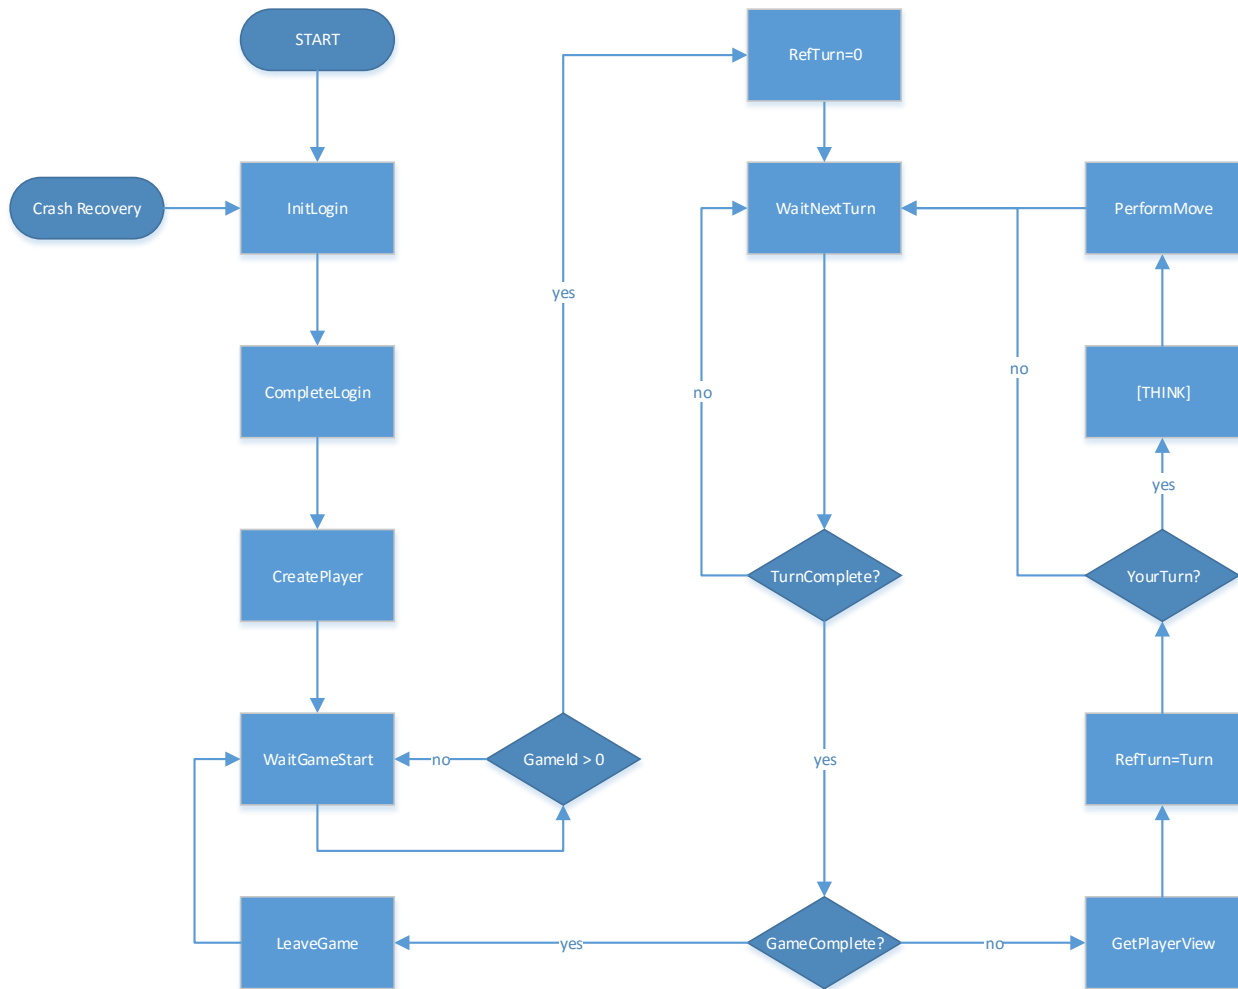 START
RefTurn=0
Crash Recovery
InitLogin
WaitNextTurn
PerformMove
yes
no
no
CompleteLogin
[THINK]
yes
CreatePlayer
TurnComplete?
YourTurn?
WaitGameStart
no
GameId > 0
yes
RefTurn=Turn
LeaveGame
yes
GameComplete?
no
GetPlayerView